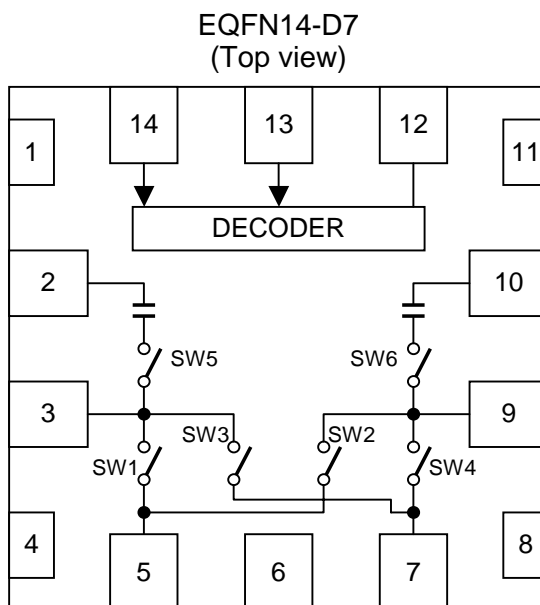 EQFN14-D7
(Top view)
14 13 12
1 11
DECODER
2 10
SW5 SW6
3 9
SW3 SW2
SW1 SW4
4 8
5 6 7